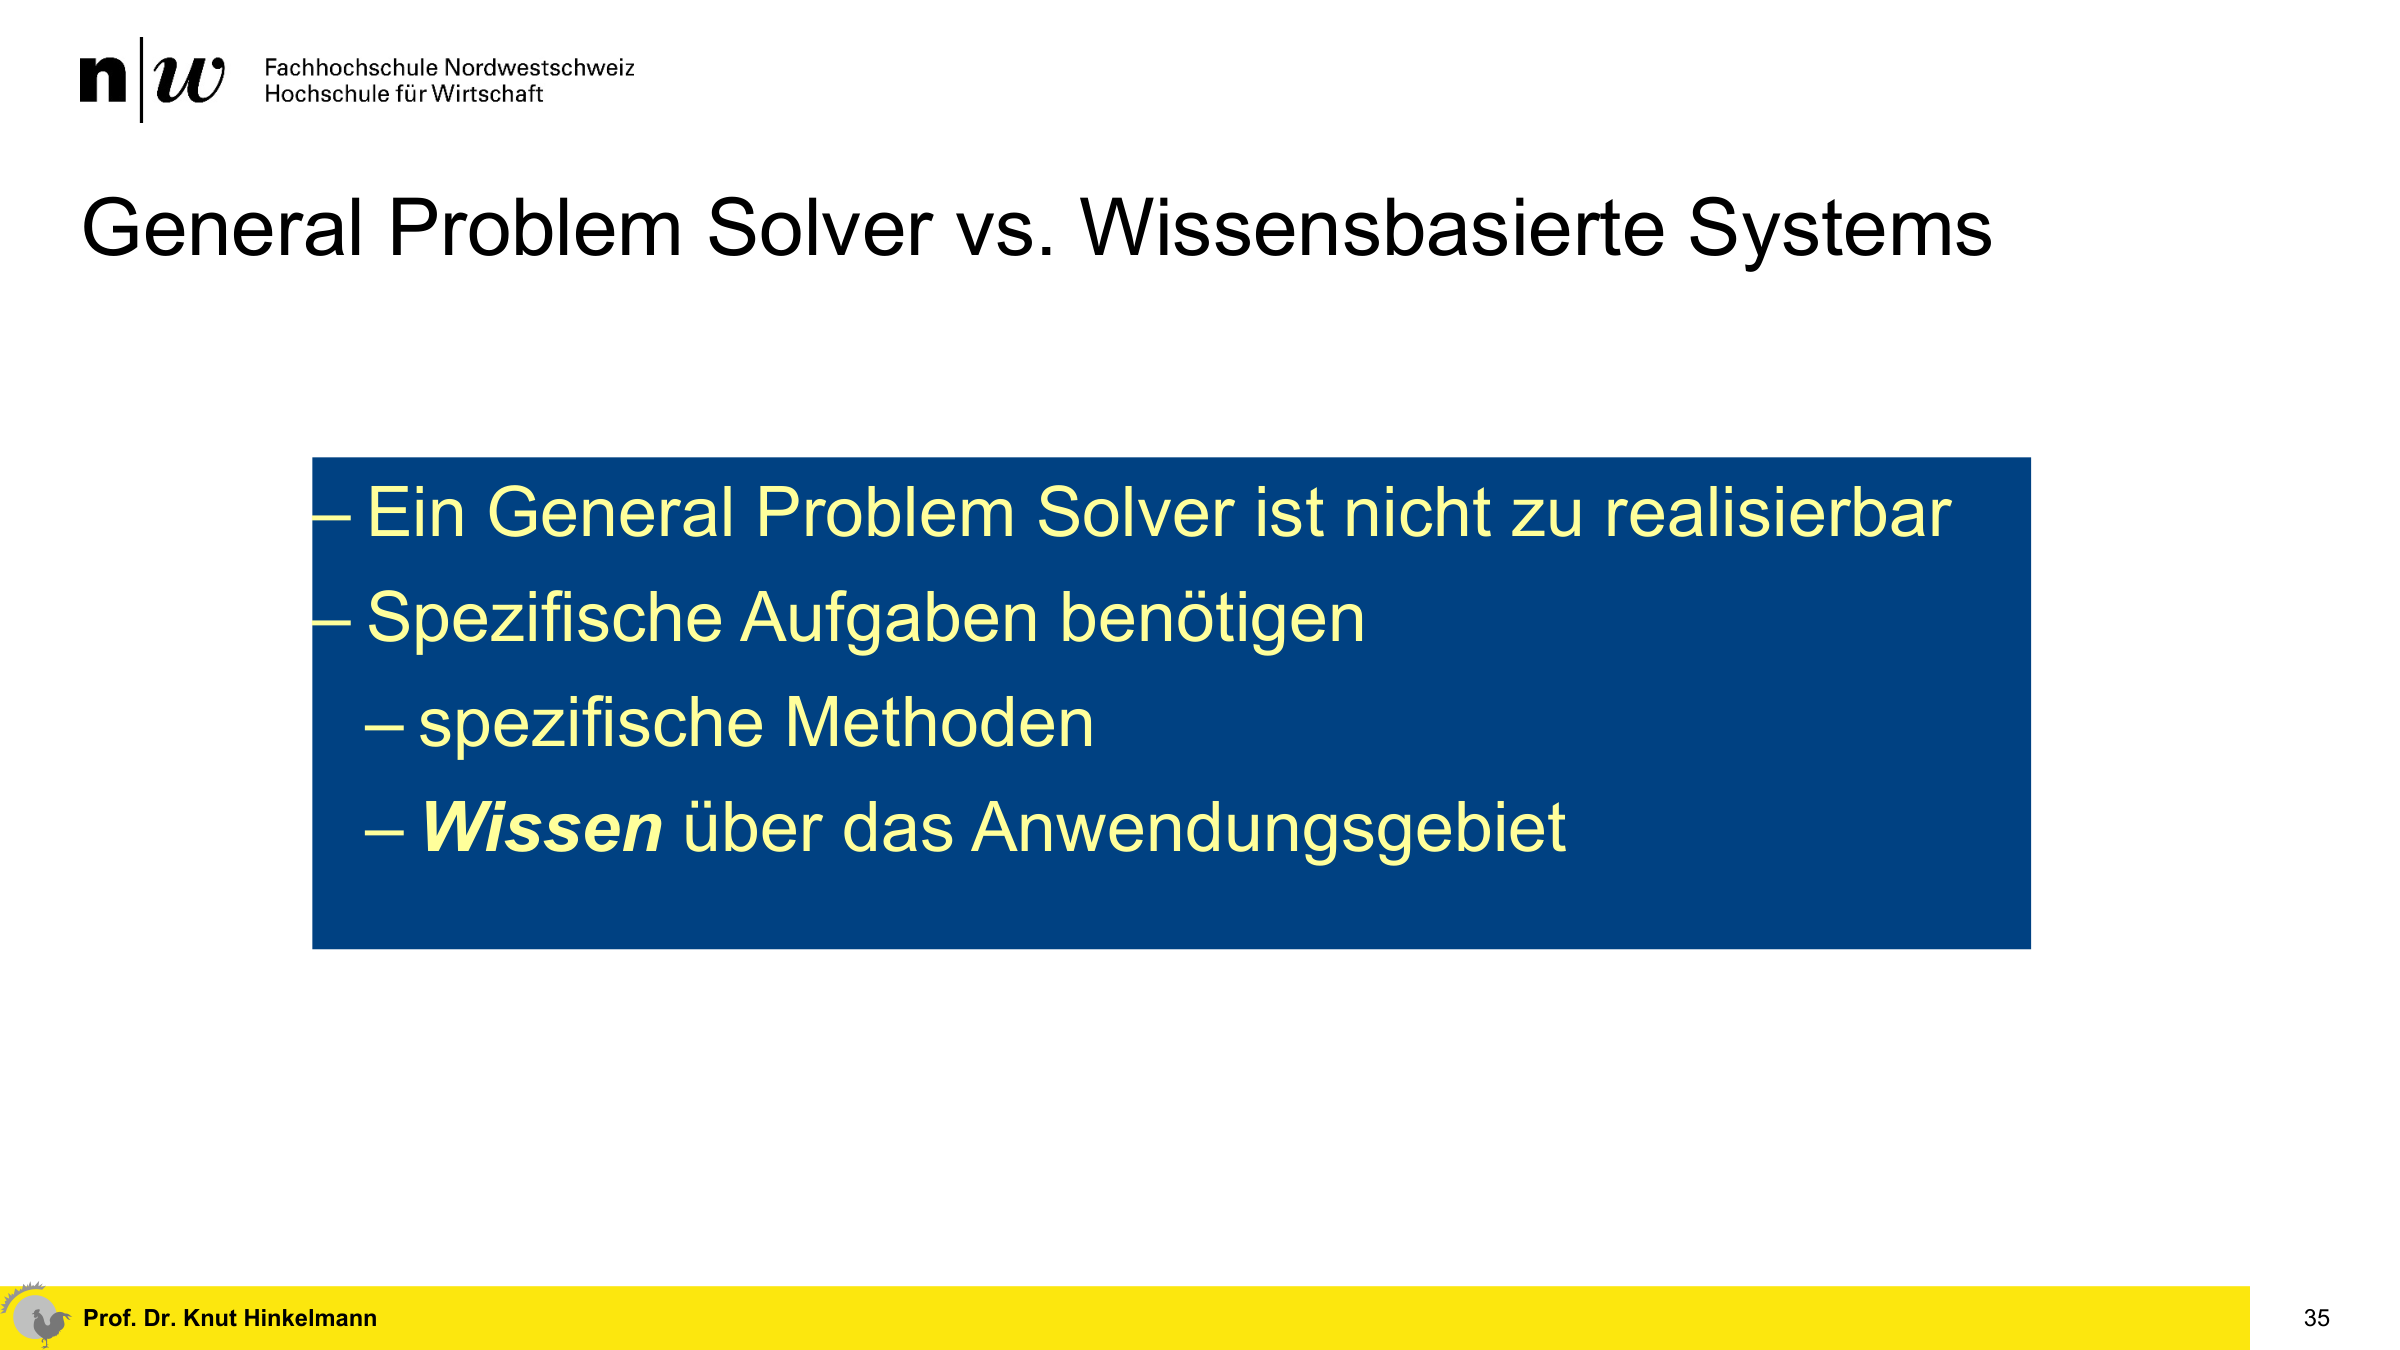 n|w Fachhochschule Nordwestschweiz
Hochschule für Wirtschaft
General Problem Solver vs. Wissensbasierte Systems
– Ein General Problem Solver ist nicht zu realisierbar
– Spezifische Aufgaben benötigen
– spezifische Methoden
– Wissen über das Anwendungsgebiet
Prof. Dr. Knut Hinkelmann
35